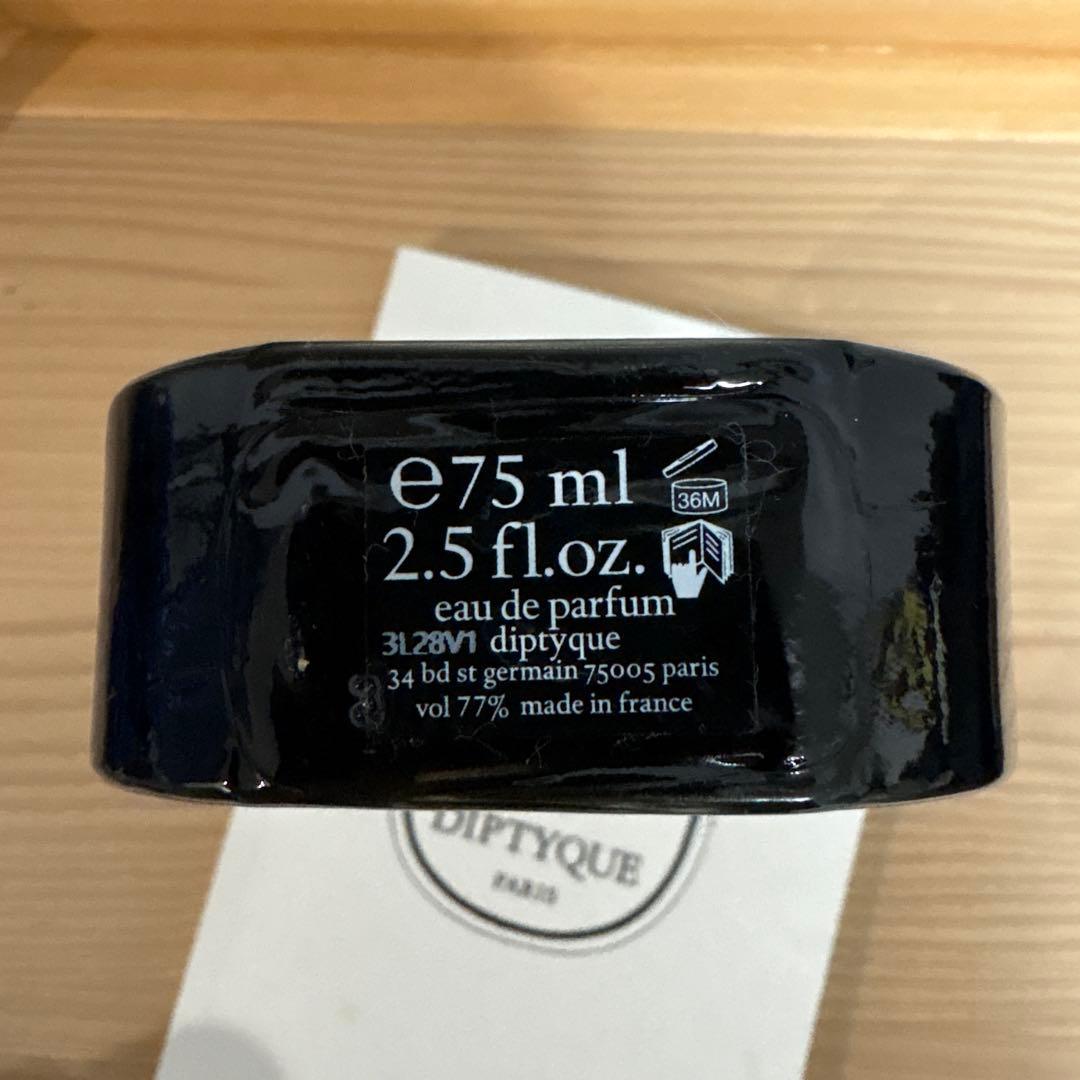 e 75 ml
36M
2.5 fl.oz.
eau de parfum
3L28V1 diptyque
34 bd st germain 75005 paris
vol 77% made in france
DIPTYQUE
PARIS